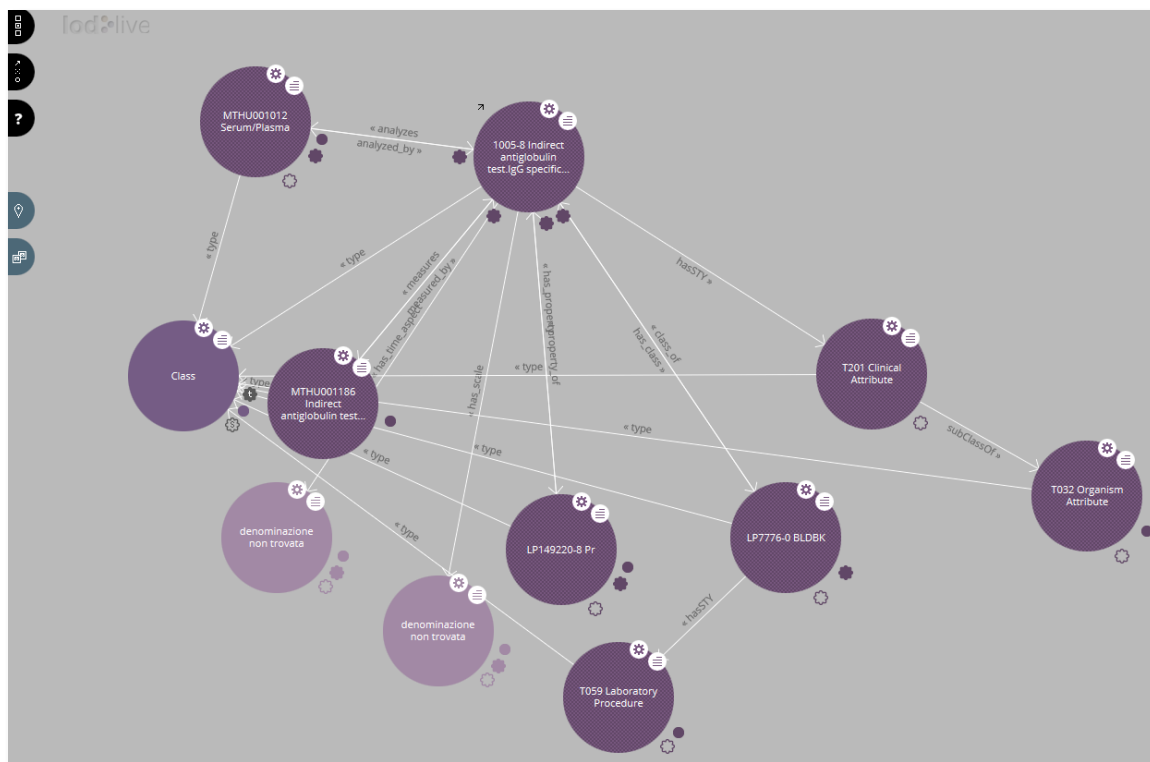 lodlive
?
MTHU001012
Serum/Plasma
1005-8 Indirect
antiglobulin
test.IgG specific...
« analyzes
analyzed_by »
« type
« type
« measures
measured_by »
« has_time_aspect
« has_scale
« has_property
property_of
« class_of
has_class »
hasSTY »
Class
t
S
« type
MTHU001186
Indirect
antiglobulin test...
« type
T201 Clinical
Attribute
« type
subClassOf »
« type
« type
T032 Organism
Attribute
denominazione
non trovata
« type
LP149220-8 Pr
LP7776-0 BLDBK
denominazione
non trovata
« hasSTY
T059 Laboratory
Procedure